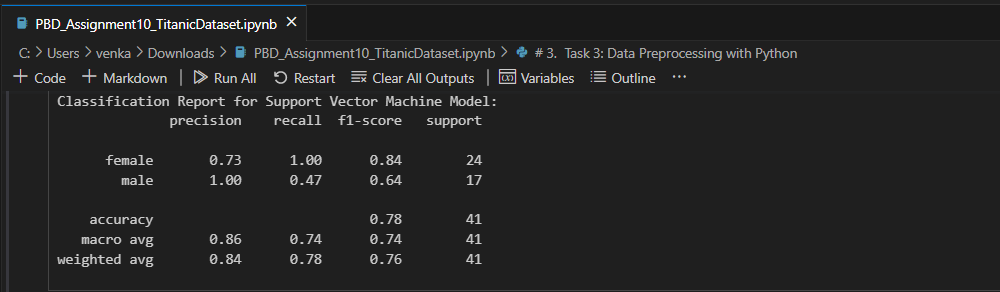 PBD_Assignment10_TitanicDataset.ipynb
C: > Users > venka > Downloads > PBD_Assignment10_TitanicDataset.ipynb > # 3. Task 3: Data Preprocessing with Python
+ Code + Markdown Run All Restart Clear All Outputs Variables Outline ...
Classification Report for Support Vector Machine Model:
precision recall f1-score support
female 0.73 1.00 0.84 24
male 1.00 0.47 0.64 17
accuracy 0.78 41
macro avg 0.86 0.74 0.74 41
weighted avg 0.84 0.78 0.76 41